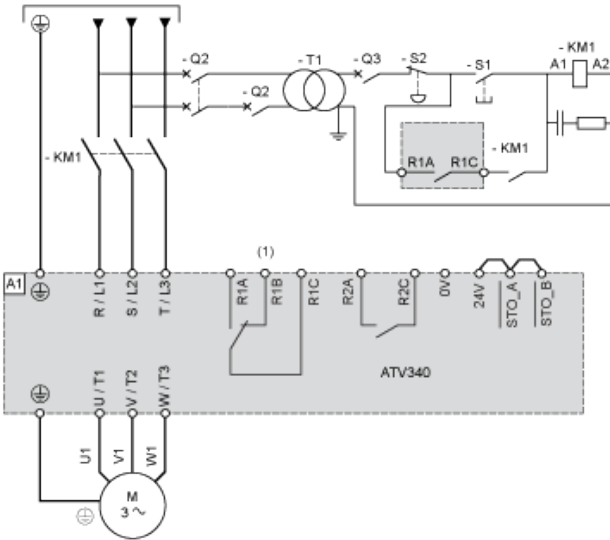 - Q2
- T1
- Q3
- S2
- S1
- KM1
A1
A2
- Q2
- KM1
R1A
R1C
- KM1
(1)
A1
R / L1
S / L2
T / L3
R1A
R1B
R1C
R2A
R2C
0V
24V
STO_A
STO_B
ATV340
U / T1
V / T2
W / T3
U1
V1
W1
M
3 ~